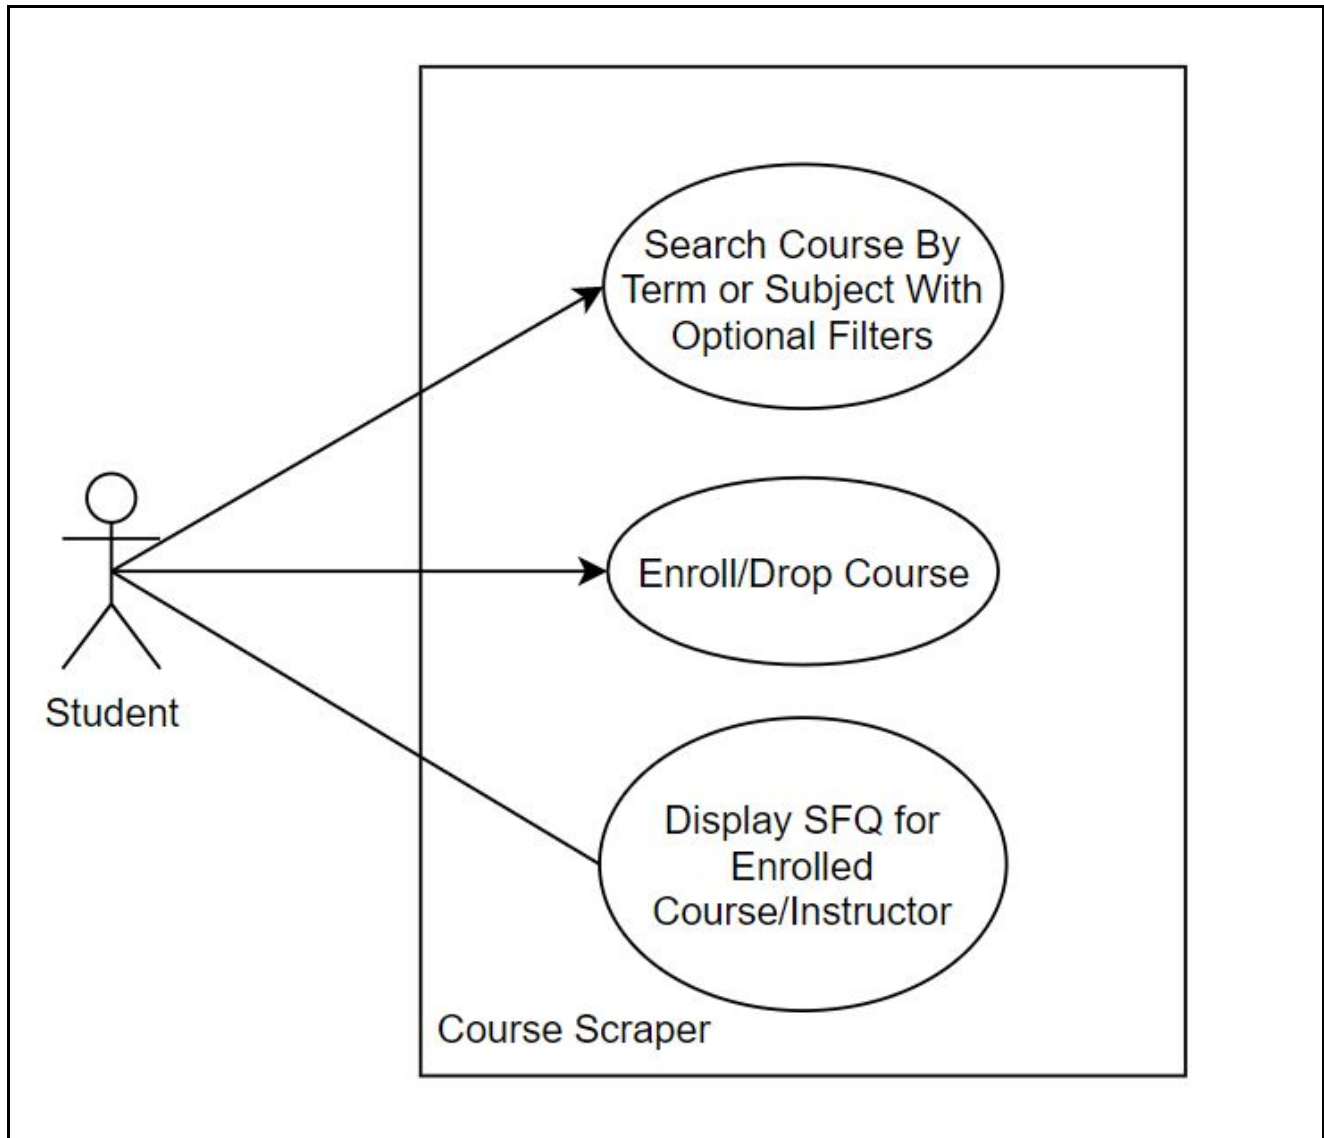 Search Course By
Term or Subject With
Optional Filters
Enroll/Drop Course
Student
Display SFQ for
Enrolled
Course/Instructor
Course Scraper